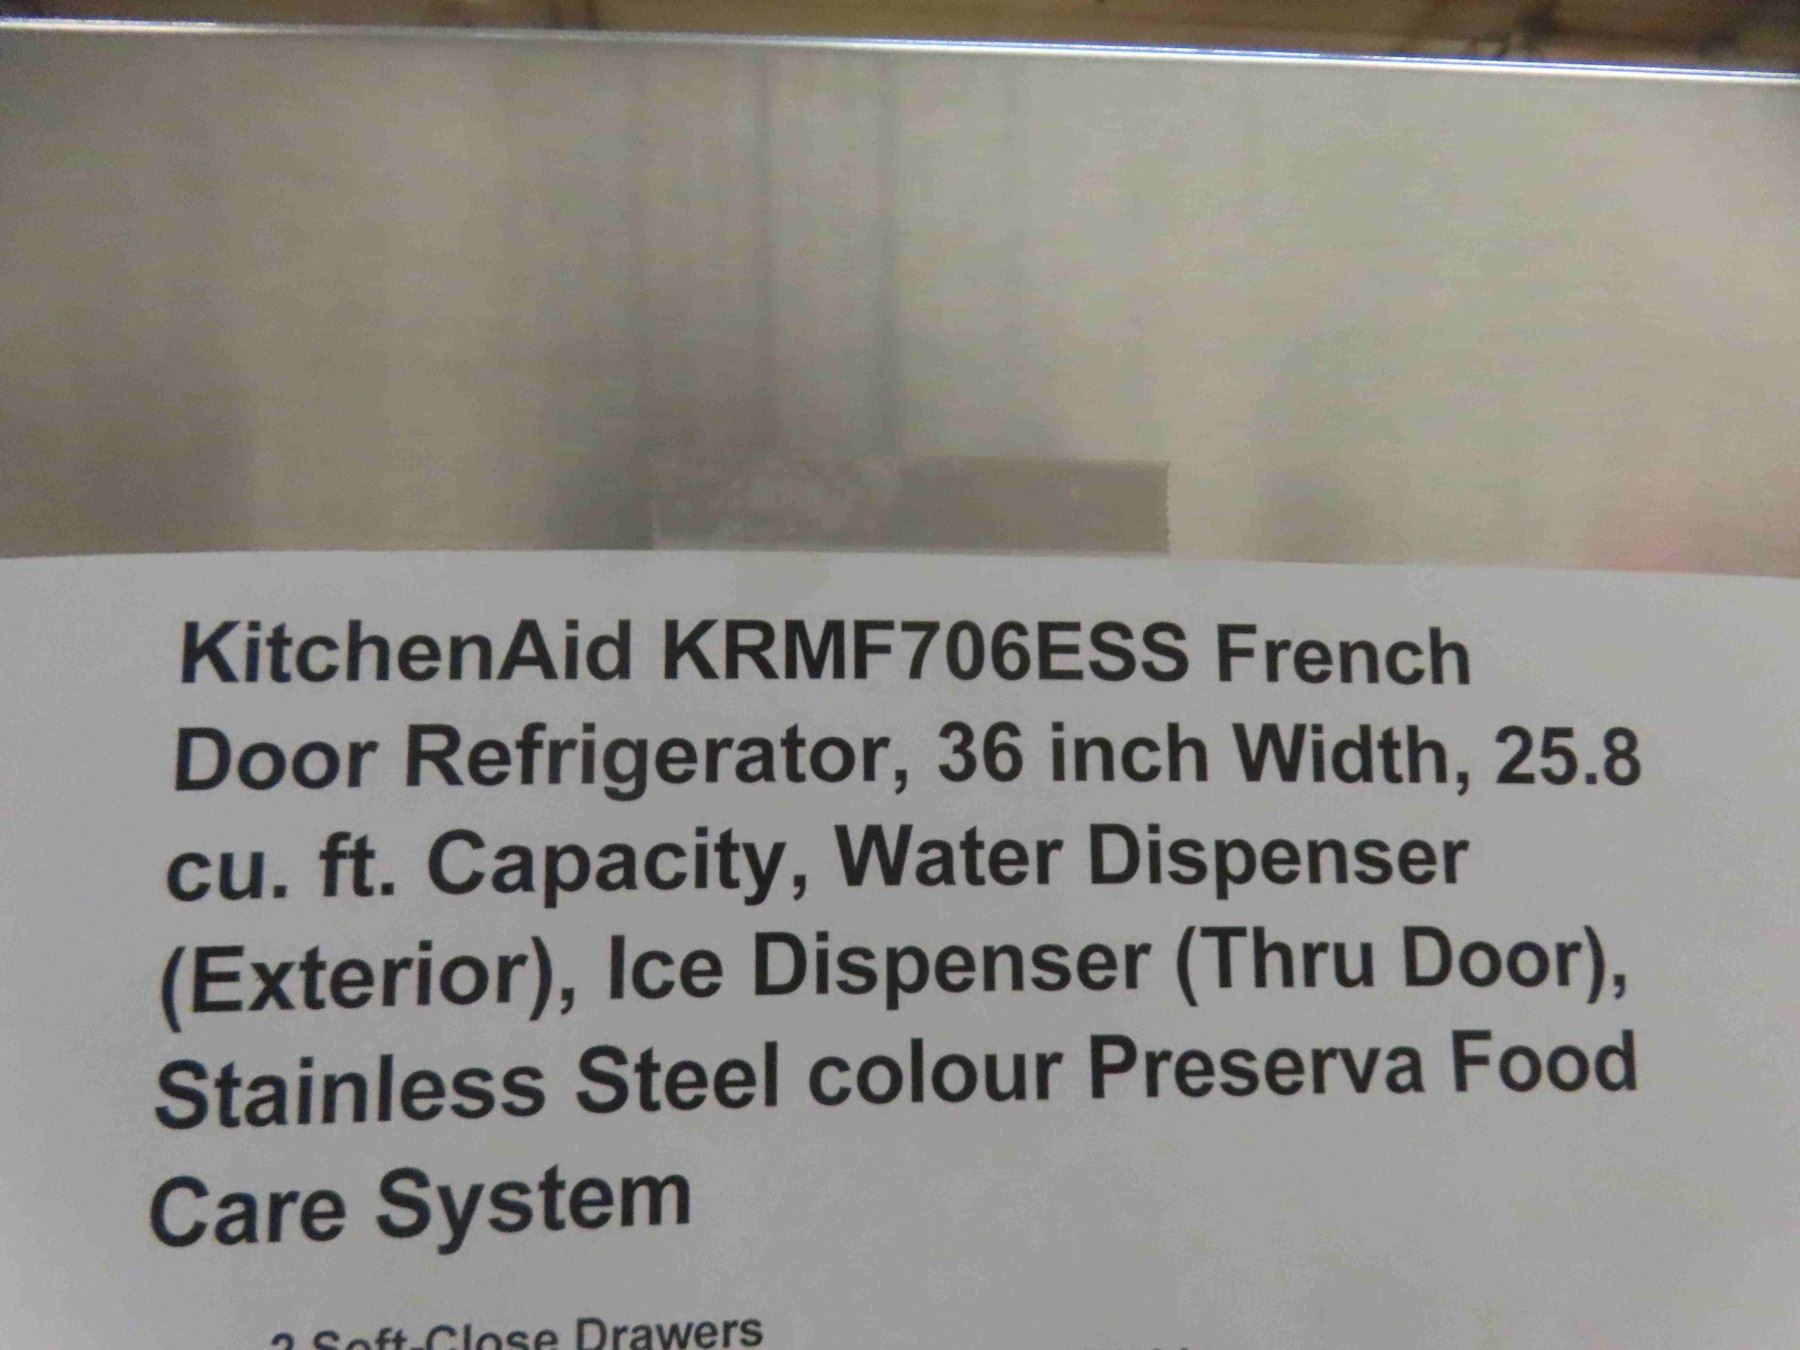 KitchenAid KRMF706ESS French
Door Refrigerator, 36 inch Width, 25.8
cu. ft. Capacity, Water Dispenser
(Exterior), Ice Dispenser (Thru Door),
Stainless Steel colour Preserva Food
Care System
2 Soft-Close Drawers